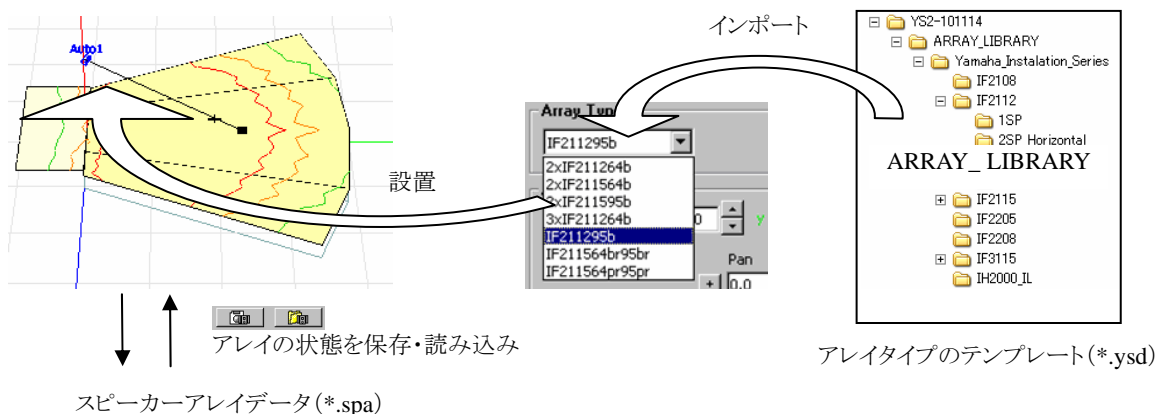 インポート
YS2-101114
ARRAY_LIBRARY
Yamaha_Instalation_Series
IF2108
IF2112
1SP
2SP Horizontal
ARRAY_ LIBRARY
IF2115
IF2205
IF2208
IF3115
IH2000_IL
アレイタイプのテンプレート(*.ysd)
Auto1
設置
Array Type
IF211295b
2xIF211264b
2xIF211564b
2xIF211595b
3xIF211264b
IF211295b
IF211564br95br
IF211564pr95pr
0
y
Pan
+
0.0
アレイの状態を保存・読み込み
スピーカーアレイデータ(*.spa)